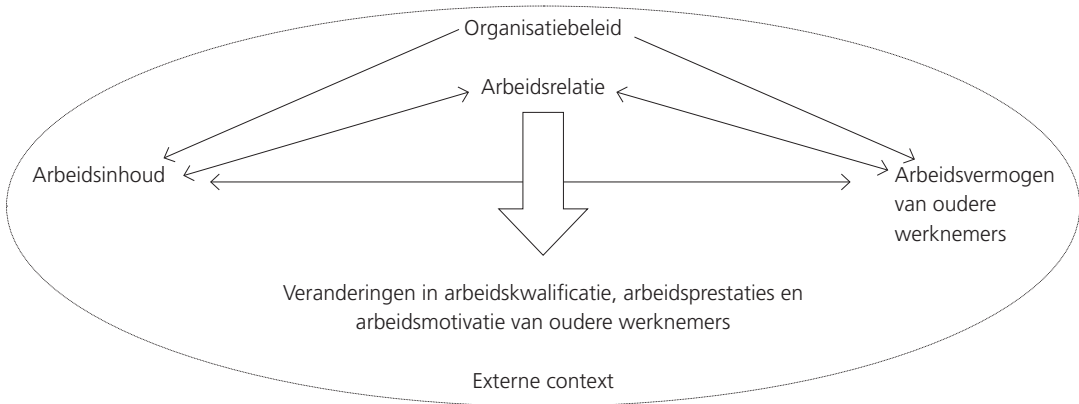 Organisatiebeleid
Arbeidsrelatie
Arbeidsinhoud
Arbeidsvermogen
van oudere
werknemers
Veranderingen in arbeidskwalificatie, arbeidsprestaties en
arbeidsmotivatie van oudere werknemers
Externe context